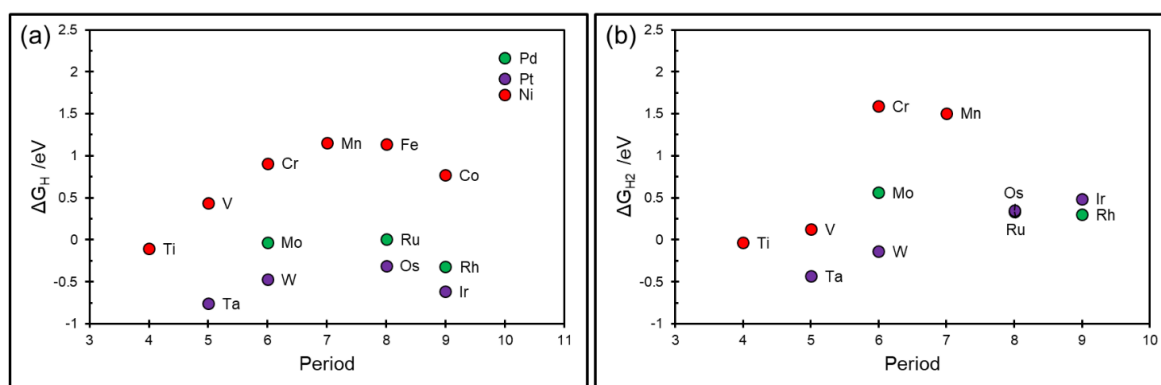 (a)
2.5
2
1.5
1
0.5
0
-0.5
-1
ΔG_H /eV
Pd
Pt
Ni
Mn
Fe
Cr
Co
V
Ti
Mo
Ru
W
Os
Rh
Ta
Ir
3 4 5 6 7 8 9 10 11
Period
(b)
2.5
2
1.5
1
0.5
0
-0.5
-1
ΔG_H2 /eV
Cr
Mn
Mo
Os
Ir
Ru
Rh
V
Ti
W
Ta
3 4 5 6 7 8 9 10
Period